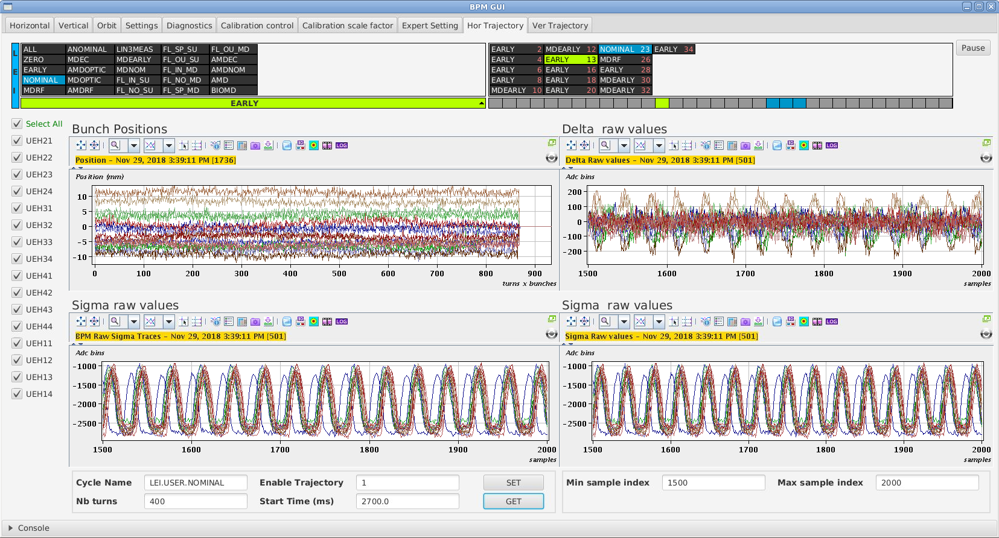 BPM GUI
Horizontal Vertical Orbit Settings Diagnostics Calibration control Calibration scale factor Expert Setting Hor Trajectory Ver Trajectory
L
E
I
ALL ANOMINAL LIN3MEAS FL_SP_SU FL_OU_MD
ZERO MDEC MDEARLY FL_OU_SU AMDEC
EARLY AMDOPTIC MDNOM FL_IN_MD AMDNOM
NOMINAL MDOPTIC FL_IN_SU FL_NO_MD AMD
MDRF AMDRF FL_NO_SU FL_SP_MD BIOMD
EARLY
EARLY 2 MDEARLY 12 NOMINAL 23 EARLY 34
EARLY 4 EARLY 13 MDRF 26
EARLY 6 EARLY 16 EARLY 28
EARLY 8 EARLY 18 MDEARLY 30
MDEARLY 10 EARLY 20 MDEARLY 32
Pause
Select All
UEH21
UEH22
UEH23
UEH24
UEH31
UEH32
UEH33
UEH34
UEH41
UEH42
UEH43
UEH44
UEH11
UEH12
UEH13
UEH14
Bunch Positions
LOG
Position - Nov 29, 2018 3:39:11 PM [1736]
Position (mm)
10
5
0
-5
-10
0 100 200 300 400 500 600 700 800 900
turns x bunches
Delta raw values
LOG
Delta Raw values - Nov 29, 2018 3:39:11 PM [501]
Adc bins
200
100
0
-100
-200
1500 1600 1700 1800 1900 2000
samples
Sigma raw values
LOG
BPM Raw Sigma Traces - Nov 29, 2018 3:39:11 PM [501]
Adc bins
-1000
-1500
-2000
-2500
1500 1600 1700 1800 1900 2000
samples
Sigma raw values
LOG
Sigma Raw values - Nov 29, 2018 3:39:11 PM [501]
Adc bins
-1000
-1500
-2000
-2500
1500 1600 1700 1800 1900 2000
samples
Cycle Name LEI.USER.NOMINAL Enable Trajectory 1 SET
Nb turns 400 Start Time (ms) 2700.0 GET
Min sample index 1500 Max sample index 2000
Console